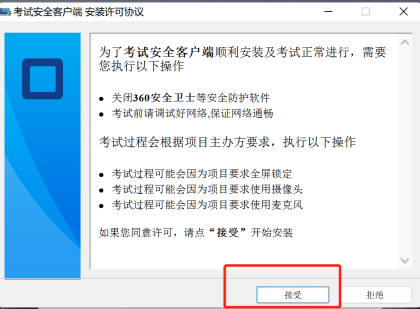 考试安全客户端 安装许可协议
为了考试安全客户端顺利安装及考试正常进行，需要
您执行以下操作
● 关闭360安全卫士等安全防护软件
● 考试前请调试好网络,保证网络通畅
考试过程会根据项目主办方要求，执行以下操作
● 考试过程可能会因为项目要求全屏锁定
● 考试过程可能会因为项目要求使用摄像头
● 考试过程可能会因为项目要求使用麦克风
如果您同意许可，请点“接受”开始安装
接受 拒绝